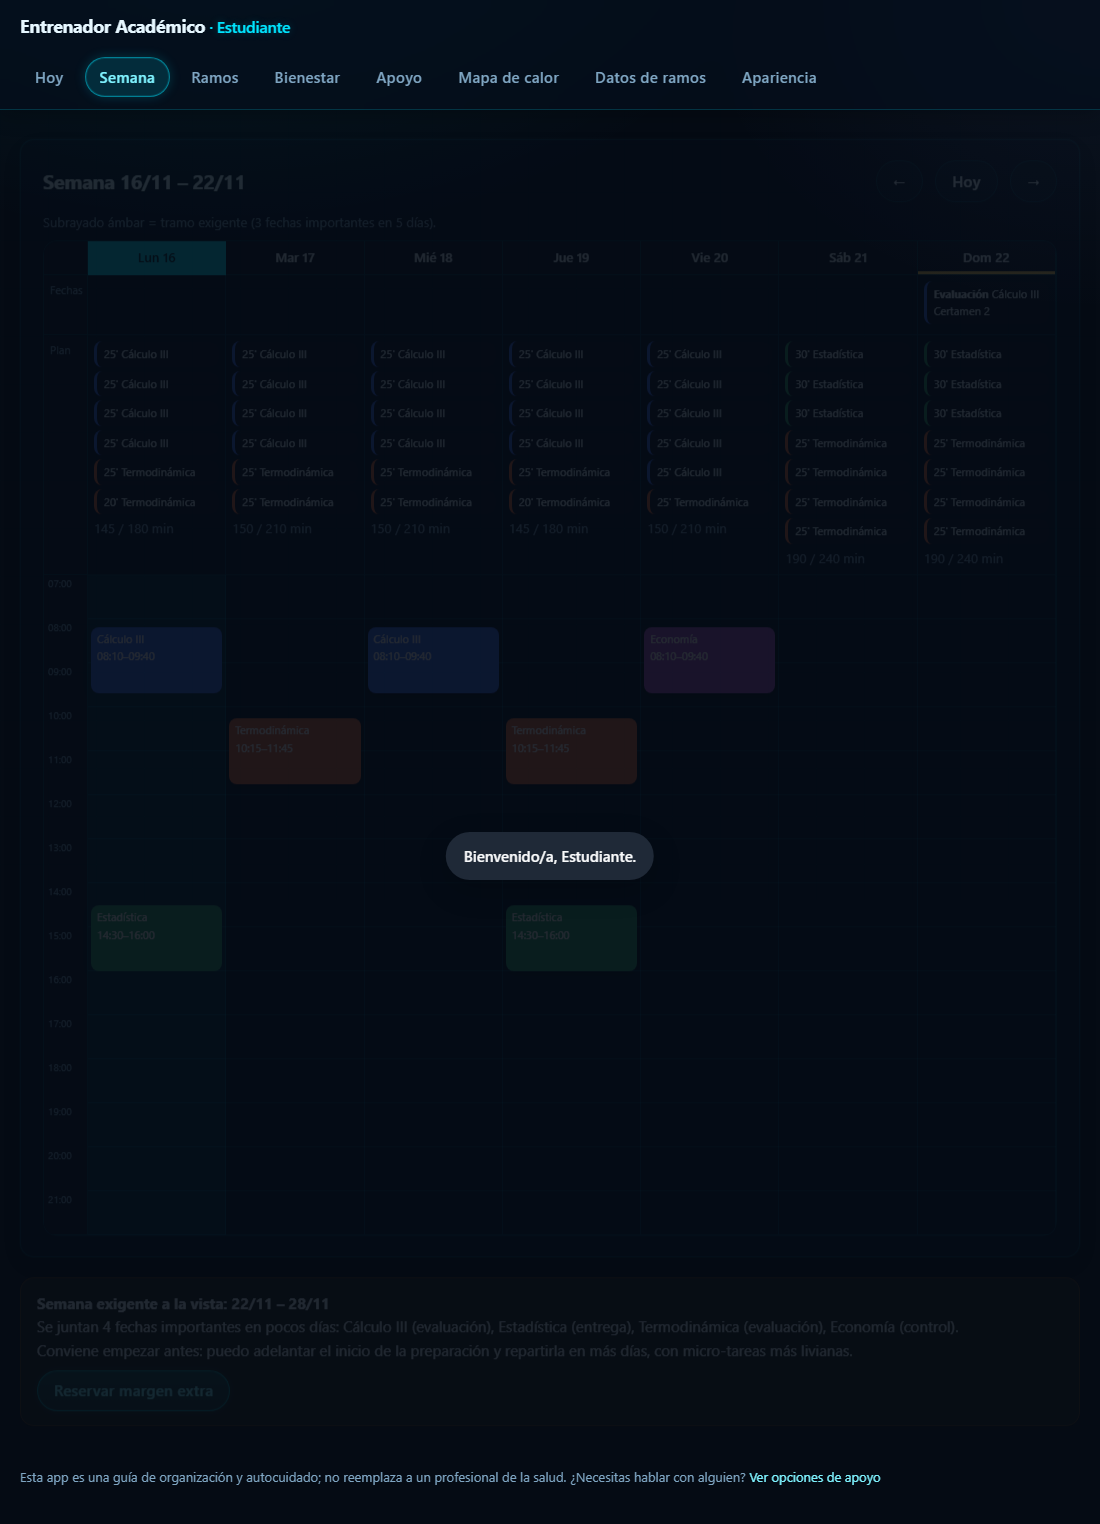 Entrenador Académico · Estudiante
Hoy Semana Ramos Bienestar Apoyo Mapa de calor Datos de ramos Apariencia
Semana 16/11 – 22/11
← Hoy →
Subrayado ámbar = tramo exigente (3 fechas importantes en 5 días).
Lun 16 Mar 17 Mié 18 Jue 19 Vie 20 Sáb 21 Dom 22
Fechas
Evaluación Cálculo III
Certamen 2
Plan
25' Cálculo III 25' Cálculo III 25' Cálculo III 25' Cálculo III 25' Cálculo III 30' Estadística 30' Estadística
25' Cálculo III 25' Cálculo III 25' Cálculo III 25' Cálculo III 25' Cálculo III 30' Estadística 30' Estadística
25' Cálculo III 25' Cálculo III 25' Cálculo III 25' Cálculo III 25' Cálculo III 30' Estadística 30' Estadística
25' Cálculo III 25' Cálculo III 25' Cálculo III 25' Cálculo III 25' Cálculo III 25' Termodinámica 25' Termodinámica
25' Termodinámica 25' Termodinámica 25' Termodinámica 25' Termodinámica 25' Cálculo III 25' Termodinámica 25' Termodinámica
20' Termodinámica 25' Termodinámica 25' Termodinámica 20' Termodinámica 25' Termodinámica 25' Termodinámica 25' Termodinámica
145 / 180 min 150 / 210 min 150 / 210 min 145 / 180 min 150 / 210 min 25' Termodinámica 25' Termodinámica
190 / 240 min 190 / 240 min
07:00
08:00
Cálculo III Cálculo III Economía
08:10–09:40 08:10–09:40 08:10–09:40
09:00
10:00
Termodinámica Termodinámica
10:15–11:45 10:15–11:45
11:00
12:00
13:00
Bienvenido/a, Estudiante.
14:00
Estadística Estadística
14:30–16:00 14:30–16:00
15:00
16:00
17:00
18:00
19:00
20:00
21:00
Semana exigente a la vista: 22/11 – 28/11
Se juntan 4 fechas importantes en pocos días: Cálculo III (evaluación), Estadística (entrega), Termodinámica (evaluación), Economía (control).
Conviene empezar antes: puedo adelantar el inicio de la preparación y repartirla en más días, con micro-tareas más livianas.
Reservar margen extra
Esta app es una guía de organización y autocuidado; no reemplaza a un profesional de la salud. ¿Necesitas hablar con alguien? Ver opciones de apoyo